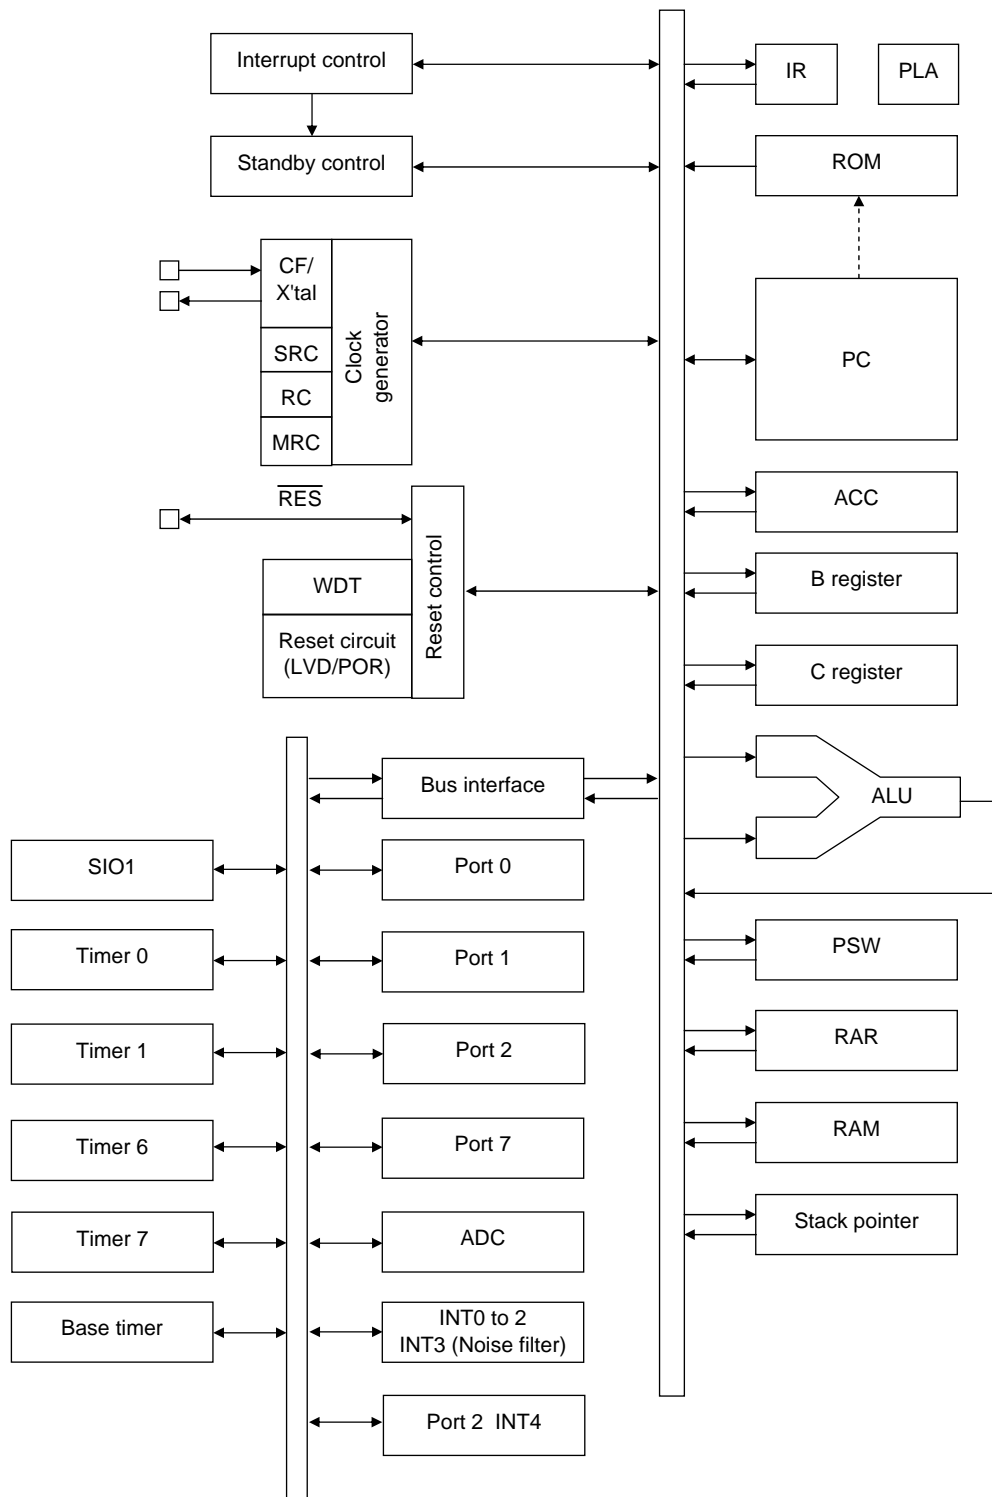 Interrupt control
IR
PLA
Standby control
ROM
CF/
X'tal
SRC
RC
MRC
Clock
generator
PC
RES
WDT
Reset circuit
(LVD/POR)
Reset control
ACC
B register
C register
Bus interface
ALU
SIO1
Port 0
Timer 0
Port 1
PSW
Timer 1
Port 2
RAR
Timer 6
Port 7
RAM
Timer 7
ADC
Stack pointer
Base timer
INT0 to 2
INT3 (Noise filter)
Port 2 INT4